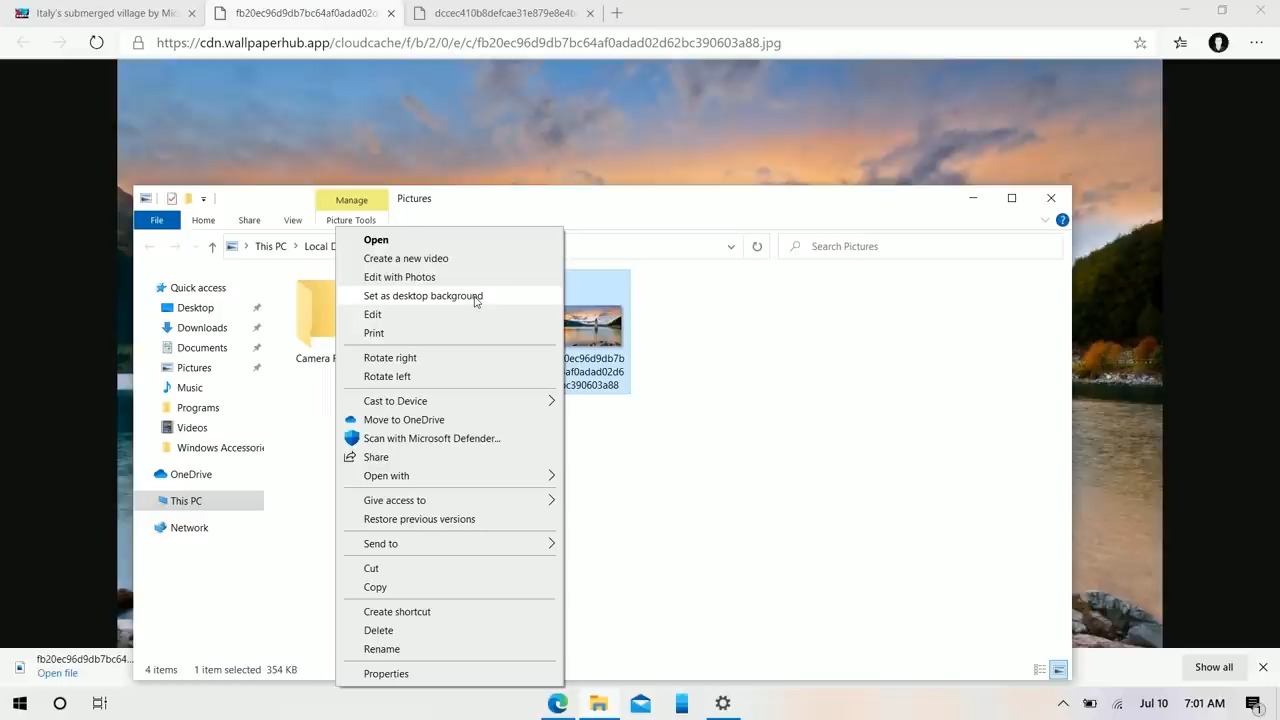 Italy's submerged village by Mic
fb20ec96d9db7bc64af0adad02d
dccec410b8defcae31e879e8e4b
https://cdn.wallpaperhub.app/cloudcache/f/b/2/0/e/c/fb20ec96d9db7bc64af0adad02d62bc390603a88.jpg
Manage
Pictures
File
Home
Share
View
Picture Tools
This PC
Local D
Search Pictures
Quick access
Desktop
Downloads
Documents
Pictures
Music
Programs
Videos
Windows Accessorie
OneDrive
This PC
Network
Camera R
0ec96d9db7b
af0adad02d6
c390603a88
Open
Create a new video
Edit with Photos
Set as desktop background
Edit
Print
Rotate right
Rotate left
Cast to Device
Move to OneDrive
Scan with Microsoft Defender...
Share
Open with
Give access to
Restore previous versions
Send to
Cut
Copy
Create shortcut
Delete
Rename
Properties
4 items
1 item selected
354 KB
fb20ec96d9db7bc64...
Open file
Show all
Jul 10
7:01 AM
1